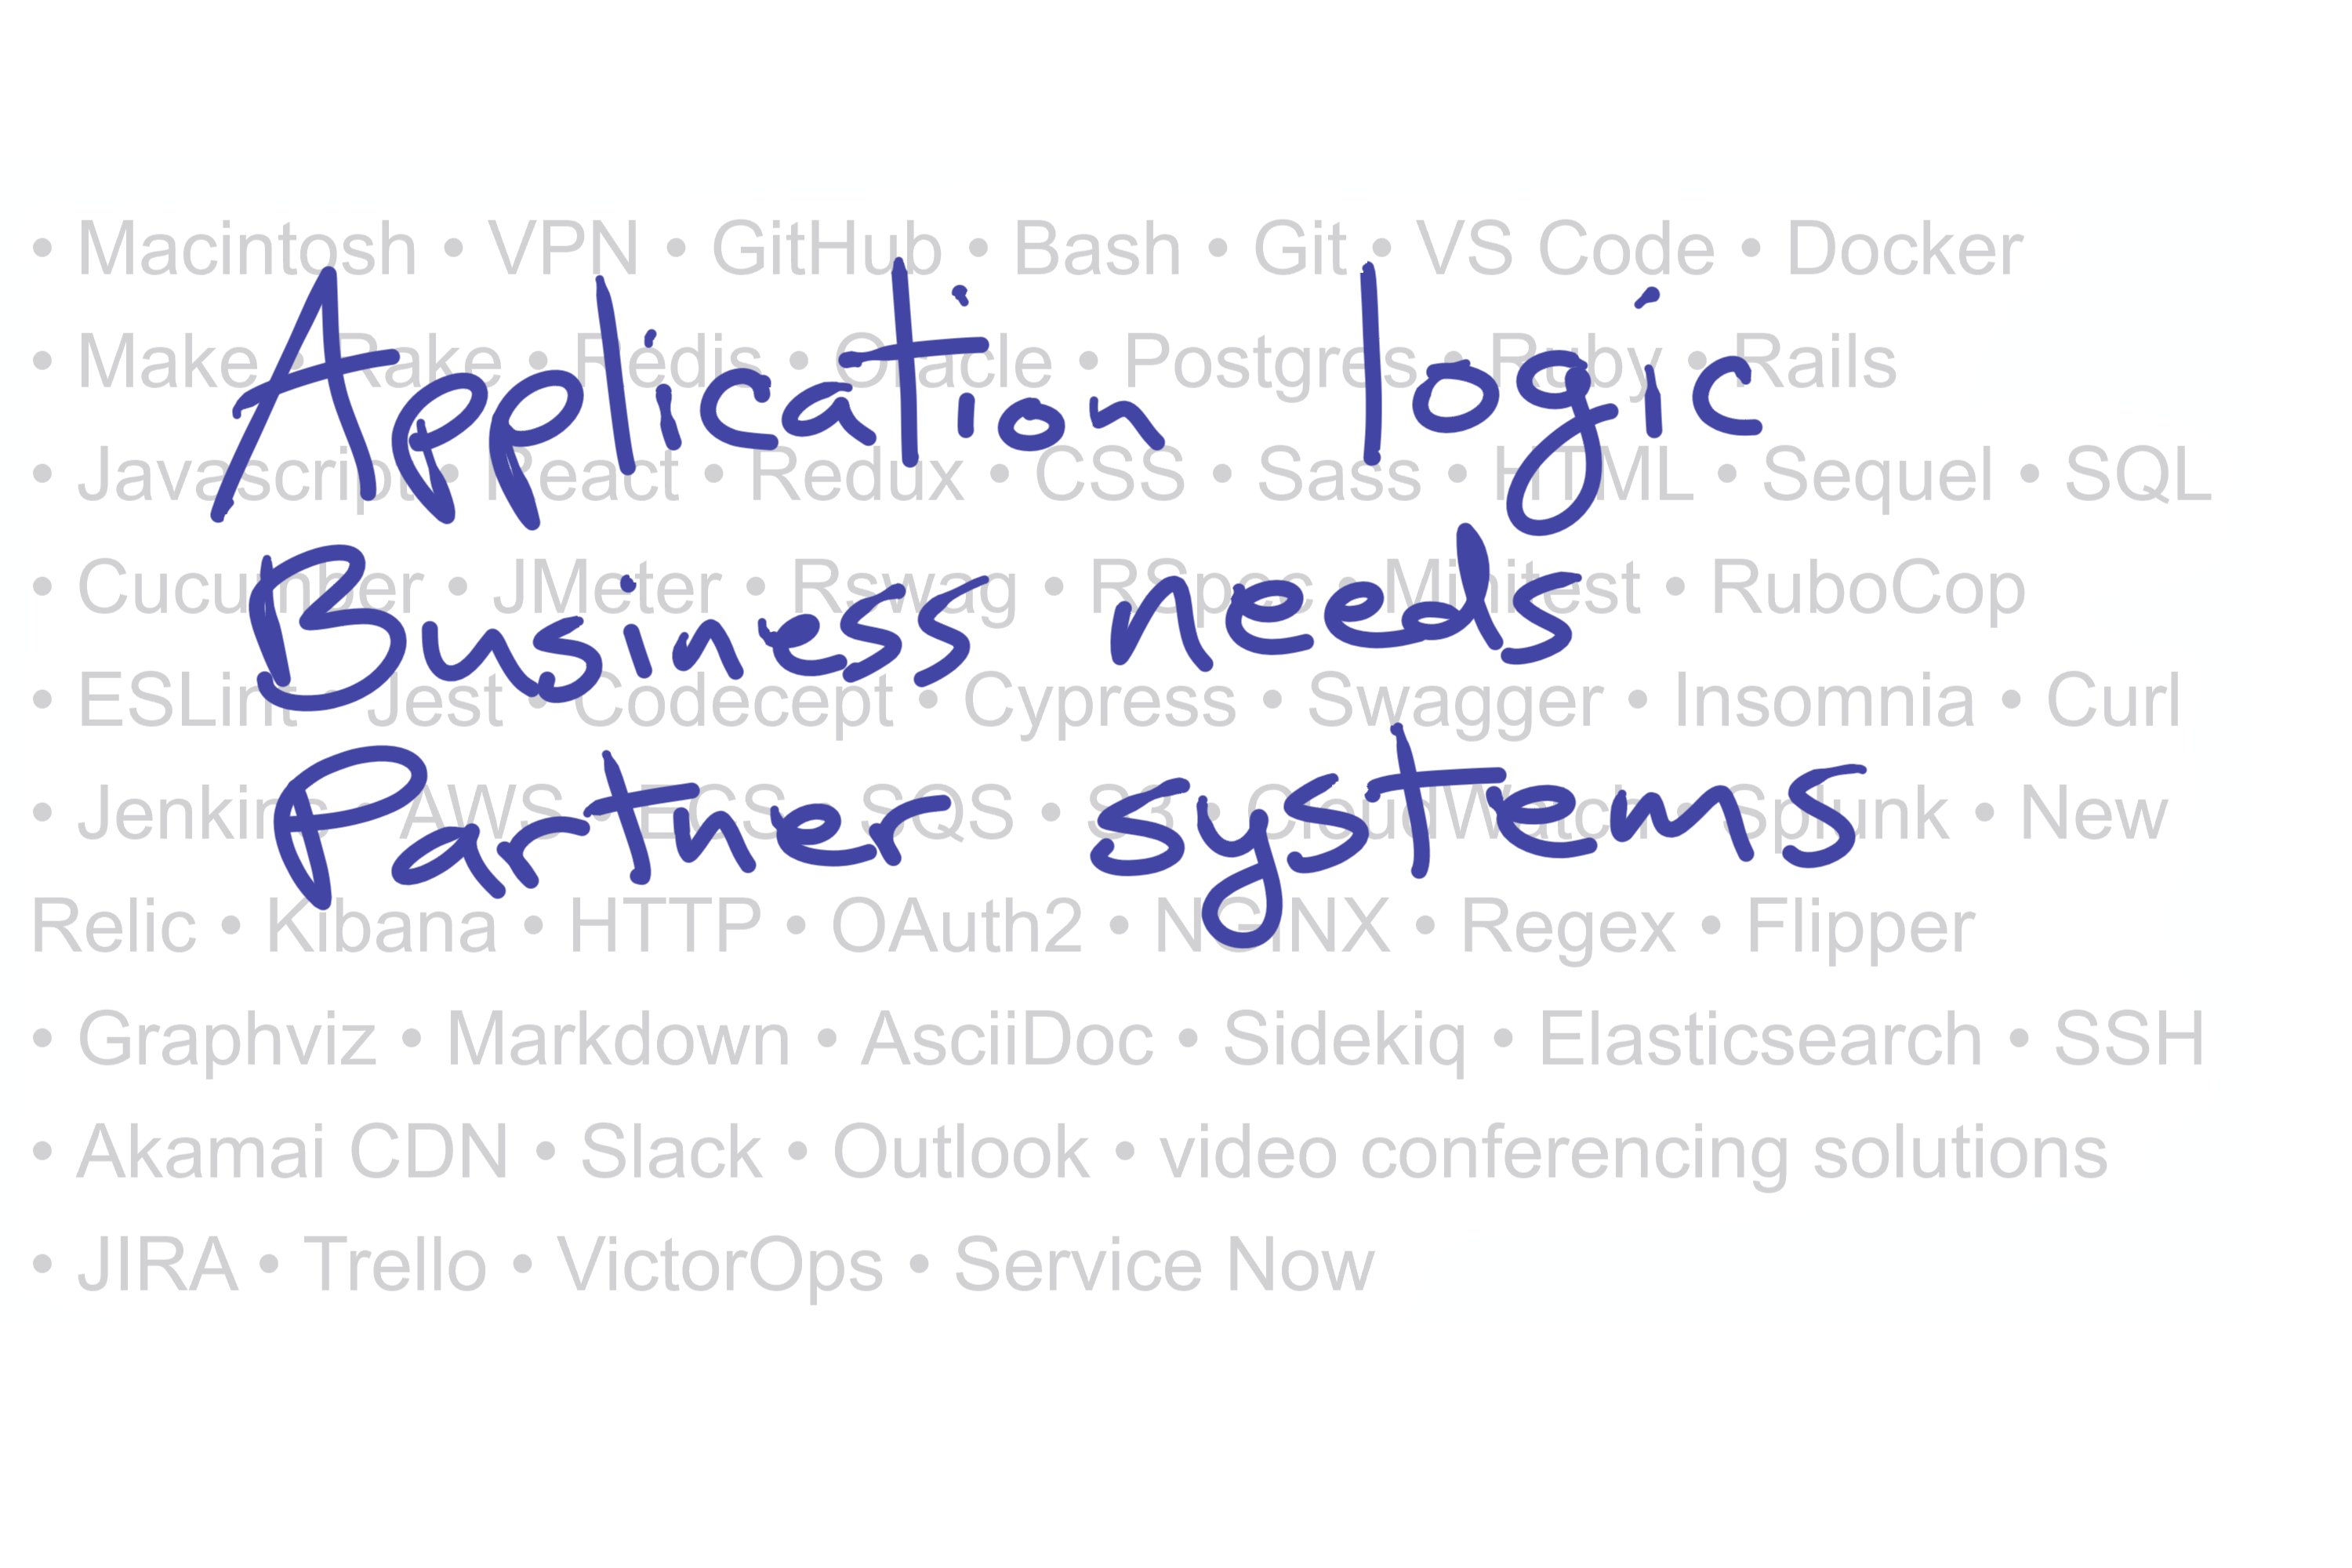 • Macintosh • VPN • GitHub • Bash • Git • VS Code • Docker
Application logic
• Make • Rake • Redis • Oracle • Postgres • Ruby • Rails
• Javascript • React • Redux • CSS • Sass • HTML • Sequel • SQL
Business needs
• Cucumber • JMeter • Rswag • RSpec • Minitest • RuboCop
• ESLint • Jest • Codecept • Cypress • Swagger • Insomnia • Curl
Partner systems
• Jenkins • AWS • ECS • SQS • S3 • CloudWatch • Splunk • New
Relic • Kibana • HTTP • OAuth2 • NGINX • Regex • Flipper
• Graphviz • Markdown • AsciiDoc • Sidekiq • Elasticsearch • SSH
• Akamai CDN • Slack • Outlook • video conferencing solutions
• JIRA • Trello • VictorOps • Service Now